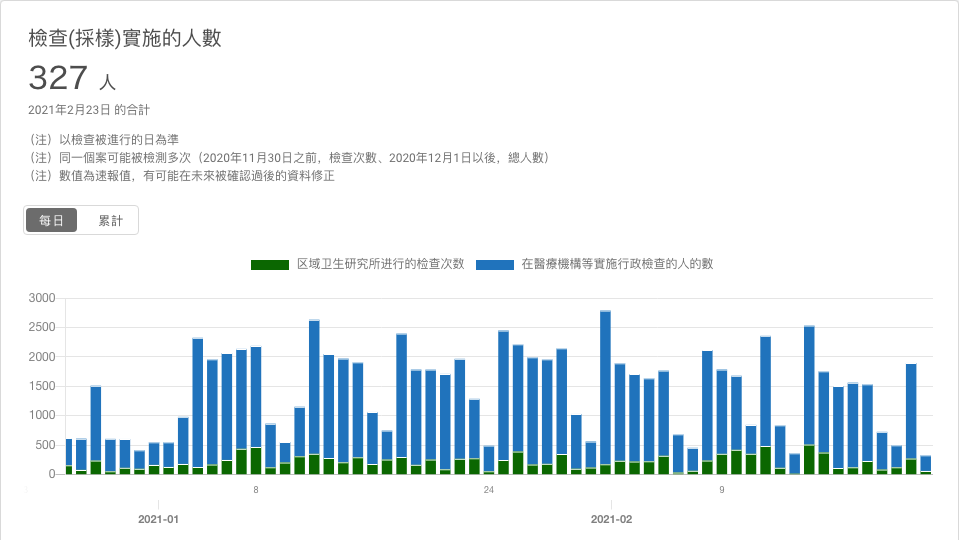 檢查(採樣)實施的人數
327 人
2021年2月23日 的合計
（注）以檢查被進行的日為準
（注）同一個案可能被檢測多次（2020年11月30日之前，檢查次數、2020年12月1日以後，總人數）
（注）數值為速報值，有可能在未來被確認過後的資料修正
每日 累計
区域卫生研究所进行的检查次数 在醫療機構等實施行政檢查的人的數
3000
2500
2000
1500
1000
500
0
8 24 9
2021-01 2021-02